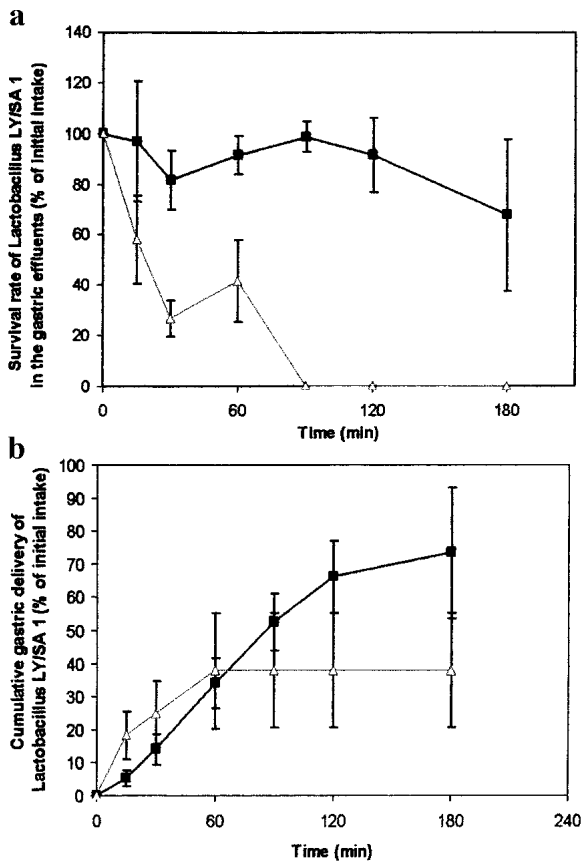 a
Survival rate of Lactobacillus LY/SA 1
in the gastric effluents (% of initial intake)
140
120
100
80
60
40
20
0
0 60 120 180
Time (min)
b
Cumulative gastric delivery of
Lactobacillus LY/SA 1 (% of initial intake)
100
90
80
70
60
50
40
30
20
10
0
0 60 120 180 240
Time (min)